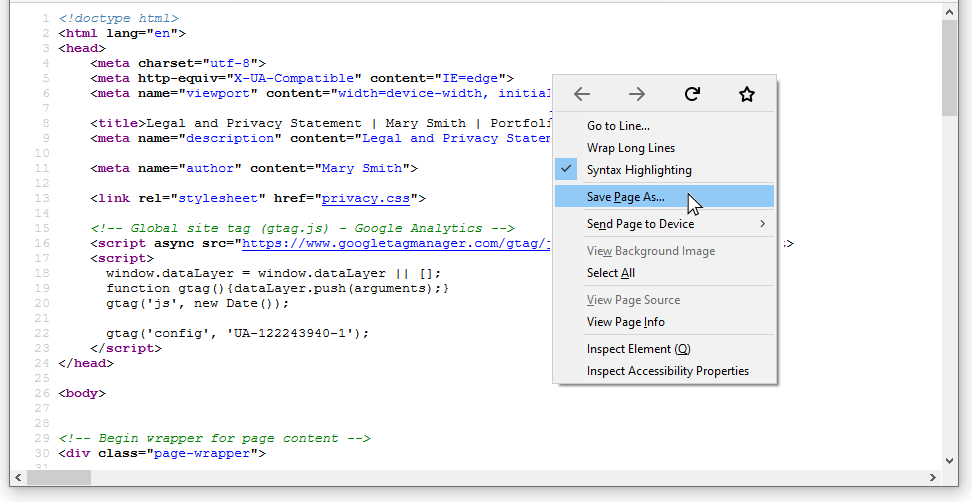 1 <!doctype html>
2 <html lang="en">
3 <head>
4 <meta charset="utf-8">
5 <meta http-equiv="X-UA-Compatible" content="IE=edge">
6 <meta name="viewport" content="width=device-width, initial
7
8 <title>Legal and Privacy Statement | Mary Smith | Portfoli
9 <meta name="description" content="Legal and Privacy Statem
10
11 <meta name="author" content="Mary Smith">
12
13 <link rel="stylesheet" href="privacy.css">
14
15 <!-- Global site tag (gtag.js) - Google Analytics -->
16 <script async src="https://www.googletagmanager.com/gtag/j t>
17 <script>
18 window.dataLayer = window.dataLayer || [];
19 function gtag(){dataLayer.push(arguments);}
20 gtag('js', new Date());
21
22 gtag('config', 'UA-122243940-1');
23 </script>
24 </head>
25
26 <body>
27
28
29 <!-- Begin wrapper for page content -->
30 <div class="page-wrapper">
31
Go to Line...
Wrap Long Lines
Syntax Highlighting
Save Page As...
Send Page to Device
View Background Image
Select All
View Page Source
View Page Info
Inspect Element (Q)
Inspect Accessibility Properties